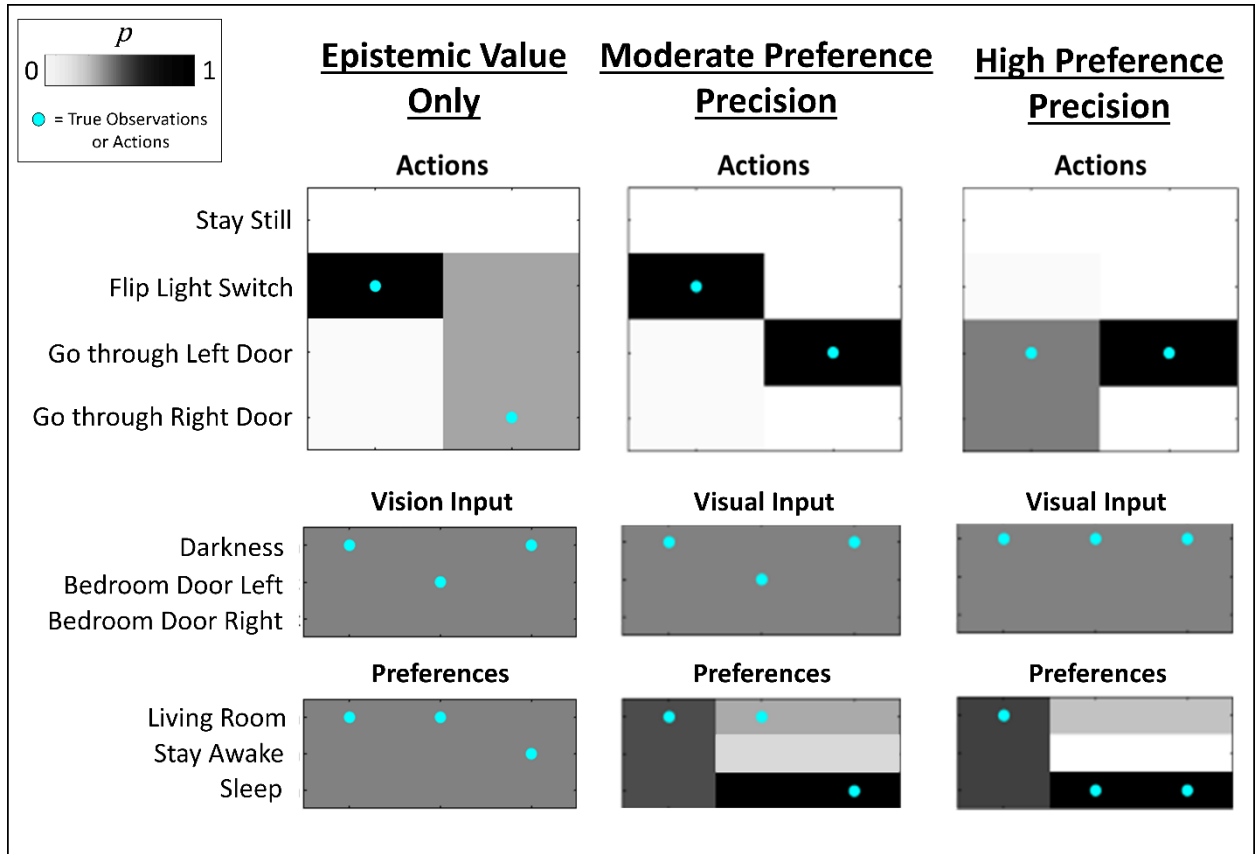 p
0 1
= True Observations
or Actions
Epistemic Value
Only
Moderate Preference
Precision
High Preference
Precision
Actions
Actions
Actions
Stay Still
Flip Light Switch
Go through Left Door
Go through Right Door
Vision Input
Visual Input
Visual Input
Darkness
Bedroom Door Left
Bedroom Door Right
Preferences
Preferences
Preferences
Living Room
Stay Awake
Sleep